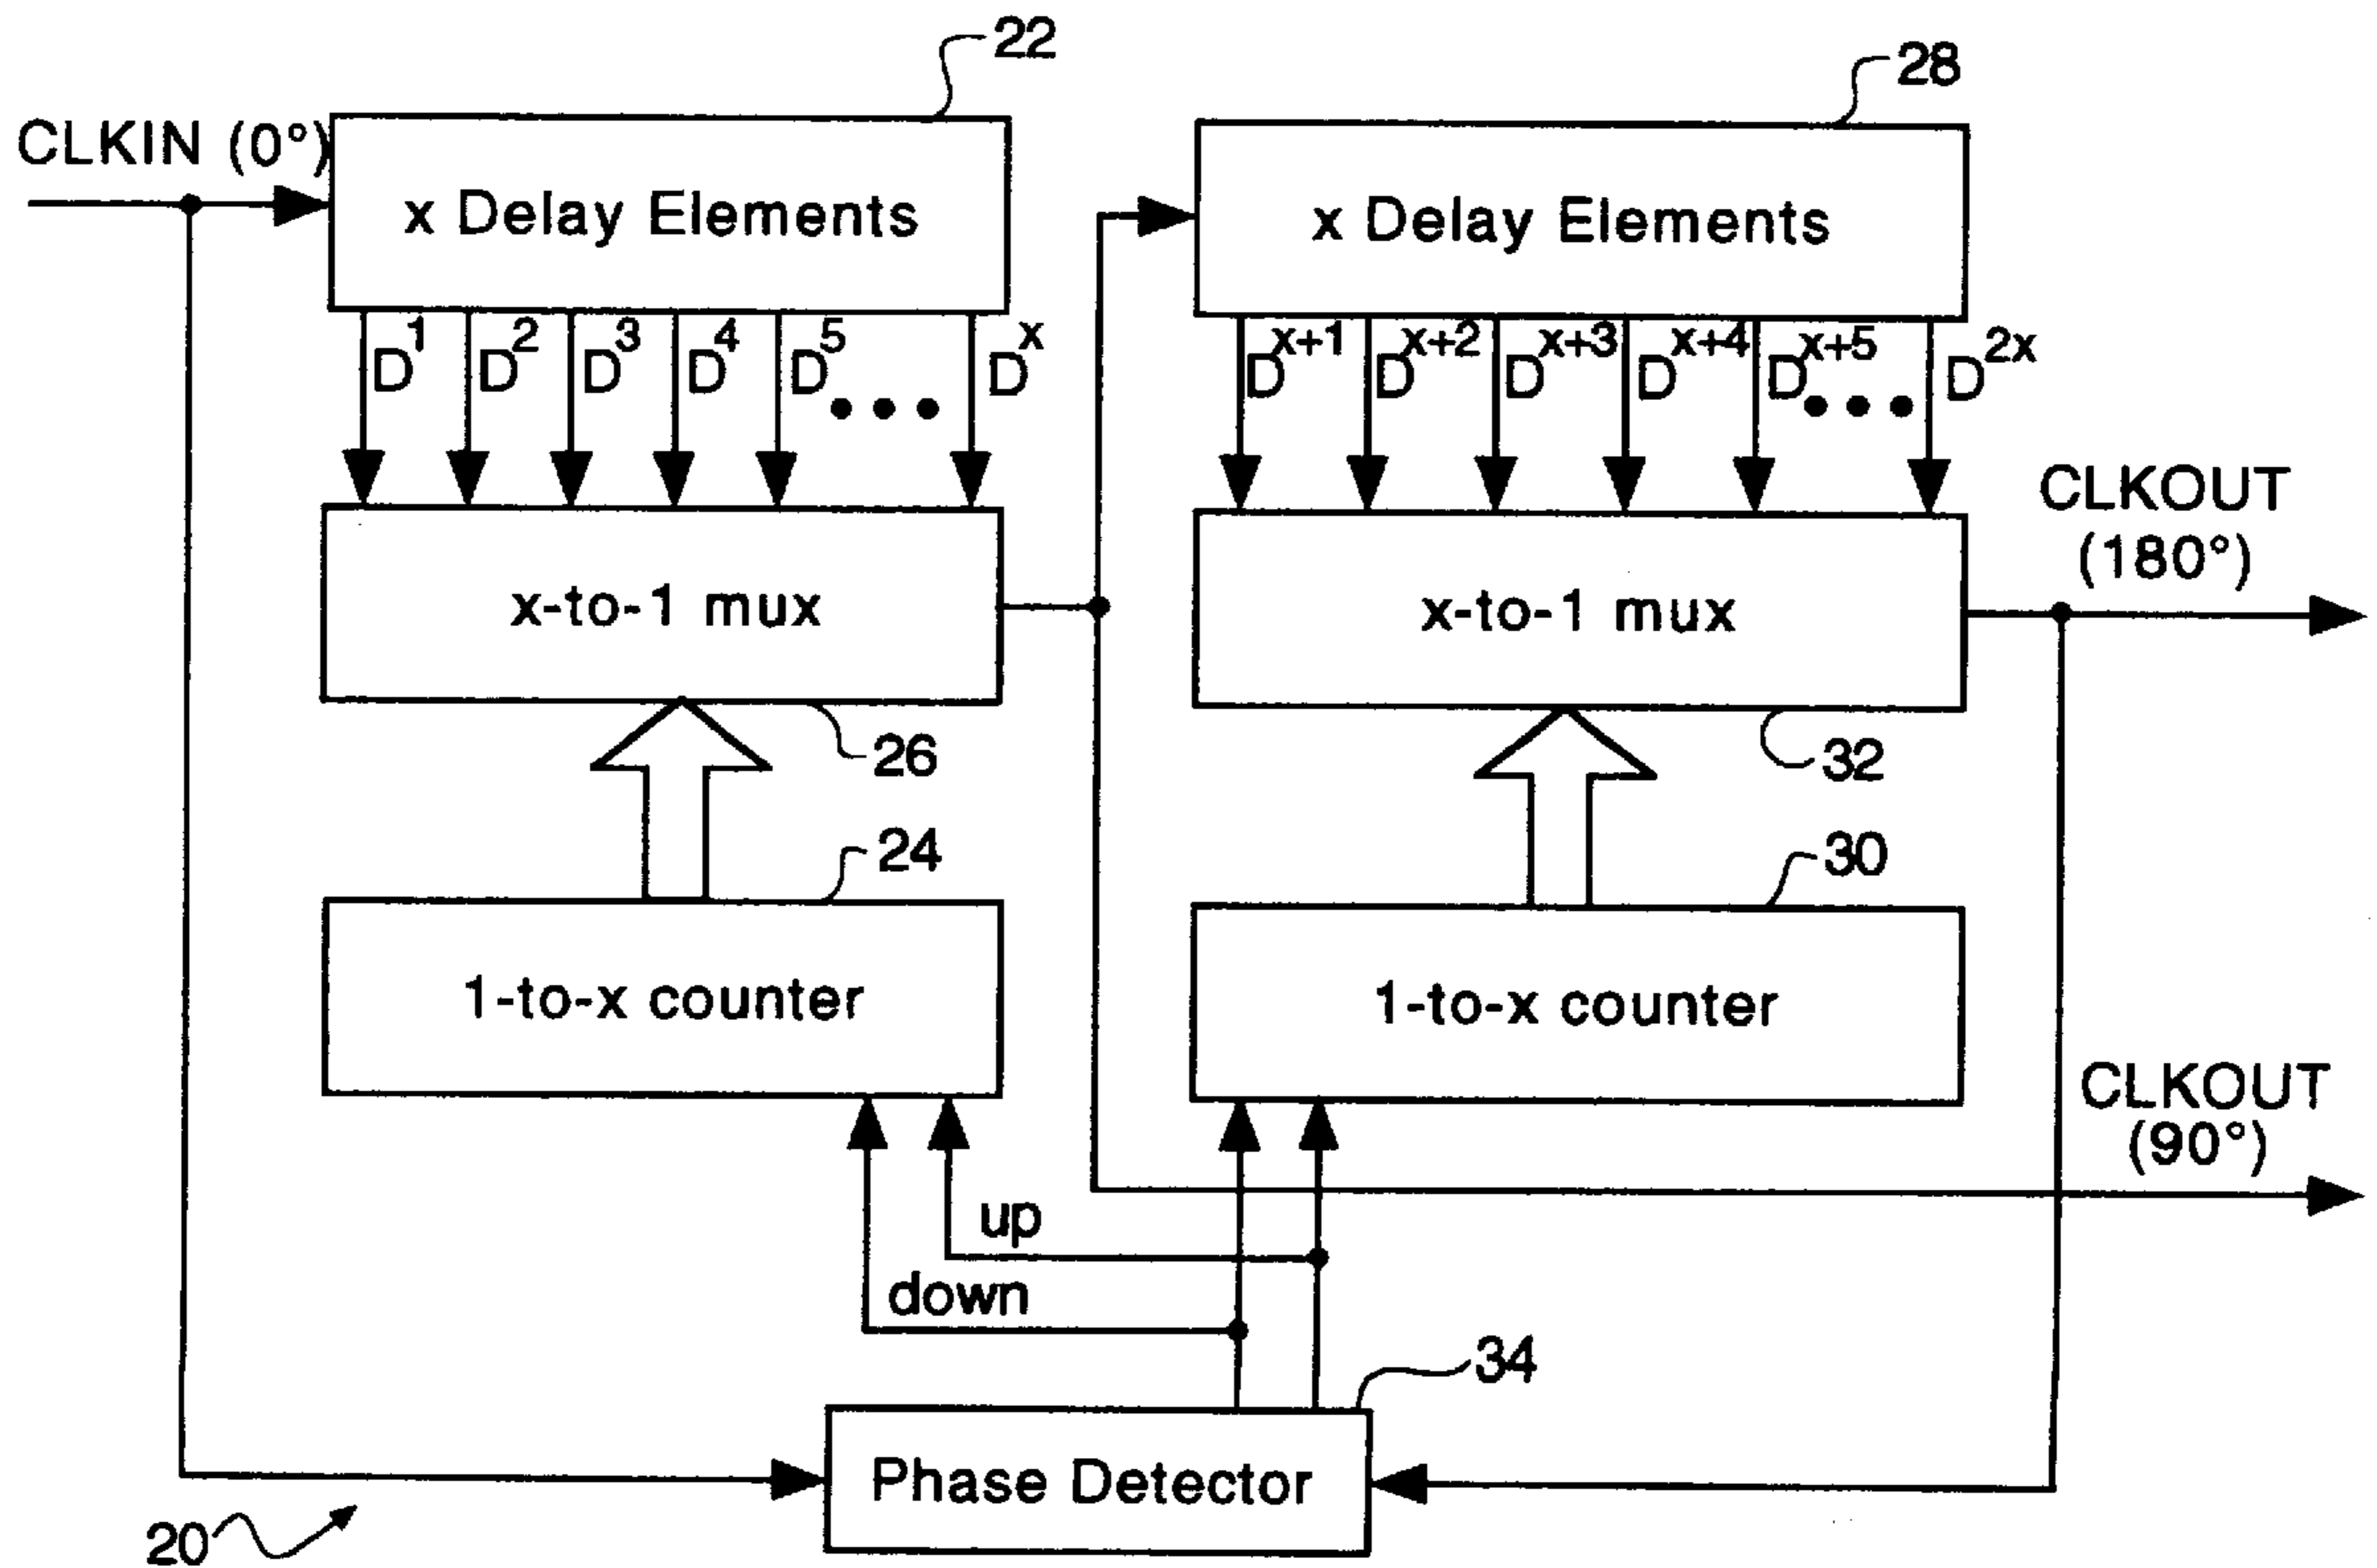 22
28
CLKIN (0°)
x Delay Elements
x Delay Elements
D¹ D² D³ D⁴ D⁵ ••• Dˣ
Dˣ⁺¹ Dˣ⁺² Dˣ⁺³ Dˣ⁺⁴ Dˣ⁺⁵ ••• D²ˣ
CLKOUT
(180°)
x-to-1 mux
x-to-1 mux
26
32
24
30
1-to-x counter
1-to-x counter
CLKOUT
(90°)
up
down
34
Phase Detector
20